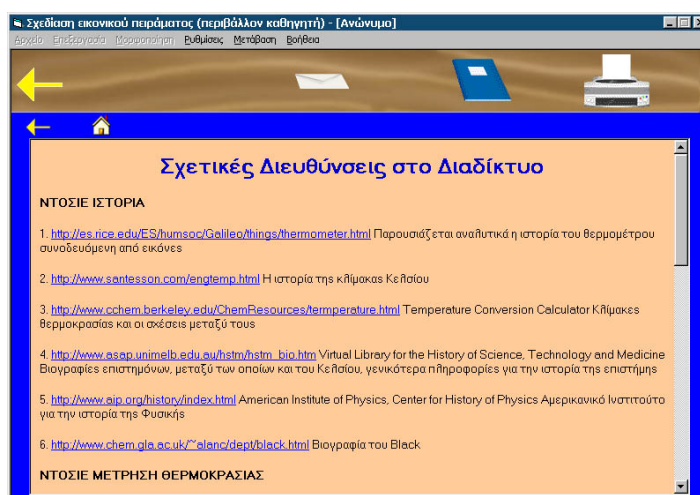 Σχεδίαση εικονικού πειράματος (περιβάλλον καθηγητή) - [Ανώνυμο]
Αρχείο Επεξεργασία Μορφοποίηση Ρυθμίσεις Μετάβαση Βοήθεια
Σχετικές Διευθύνσεις στο Διαδίκτυο
ΝΤΟΣΙΕ ΙΣΤΟΡΙΑ
1. http://es.rice.edu/ES/humsoc/Galileo/things/thermometer.html Παρουσιάζεται αναλυτικά η ιστορία του θερμομέτρου
συνοδευόμενη από εικόνες
2. http://www.santesson.com/engtemp.html Η ιστορία της κλίμακας Κελσίου
3. http://www.cchem.berkeley.edu/ChemResources/termperature.html Temperature Conversion Calculator Κλίμακες
θερμοκρασίας και οι σχέσεις μεταξύ τους
4. http://www.asap.unimelb.edu.au/hstm/hstm_bio.htm Virtual Library for the History of Science, Technology and Medicine
Βιογραφίες επιστημόνων, μεταξύ των οποίων και του Κελσίου, γενικότερα πληροφορίες για την ιστορία της επιστήμης
5. http://www.aip.org/history/index.html American Institute of Physics, Center for History of Physics Αμερικανικό Ινστιτούτο
για την ιστορία της Φυσικής
6. http://www.chem.gla.ac.uk/~alanc/dept/black.html Βιογραφία του Black
ΝΤΟΣΙΕ ΜΕΤΡΗΣΗ ΘΕΡΜΟΚΡΑΣΙΑΣ